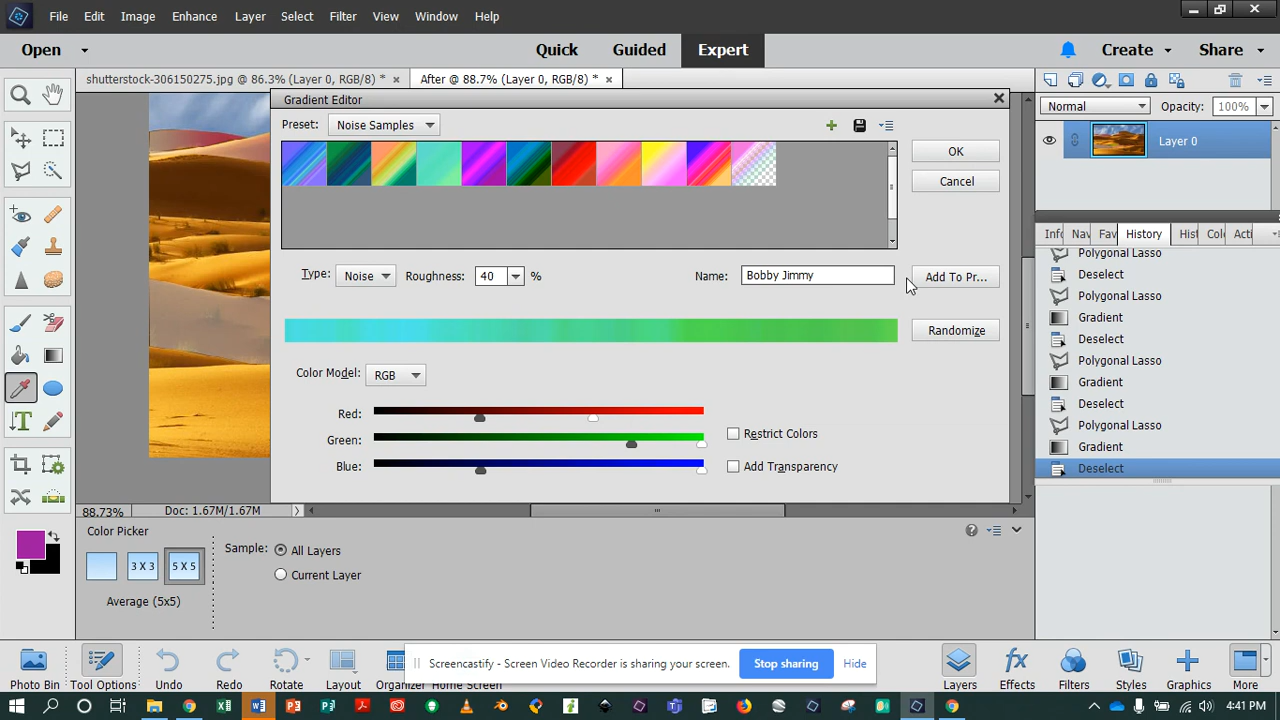 File Edit Image Enhance Layer Select Filter View Window Help
Open Quick Guided Expert Create Share
shutterstock-306150275.jpg @ 86.3% (Layer 0, RGB/8) * × After @ 88.7% (Layer 0, RGB/8) * ×
Normal Opacity: 100%
Layer 0
Gradient Editor
Preset: Noise Samples
OK
Cancel
Type: Noise Roughness: 40 % Name: Bobby Jimmy Add To Pr...
Randomize
Color Model: RGB
Red:
Green:
Blue:
Restrict Colors
Add Transparency
Inf Nav Fav History Hist Col Acti
Polygonal Lasso
Deselect
Polygonal Lasso
Gradient
Deselect
Polygonal Lasso
Gradient
Deselect
Polygonal Lasso
Gradient
Deselect
88.73% Doc: 1.67M/1.67M
Color Picker
3 X 3 5 X 5
Average (5x5)
Sample: All Layers
Current Layer
Photo Bin Tool Options Undo Redo Rotate Layout Organizer Home Screen
Screencastify - Screen Video Recorder is sharing your screen. Stop sharing Hide
Layers Effects Filters Styles Graphics More
4:41 PM